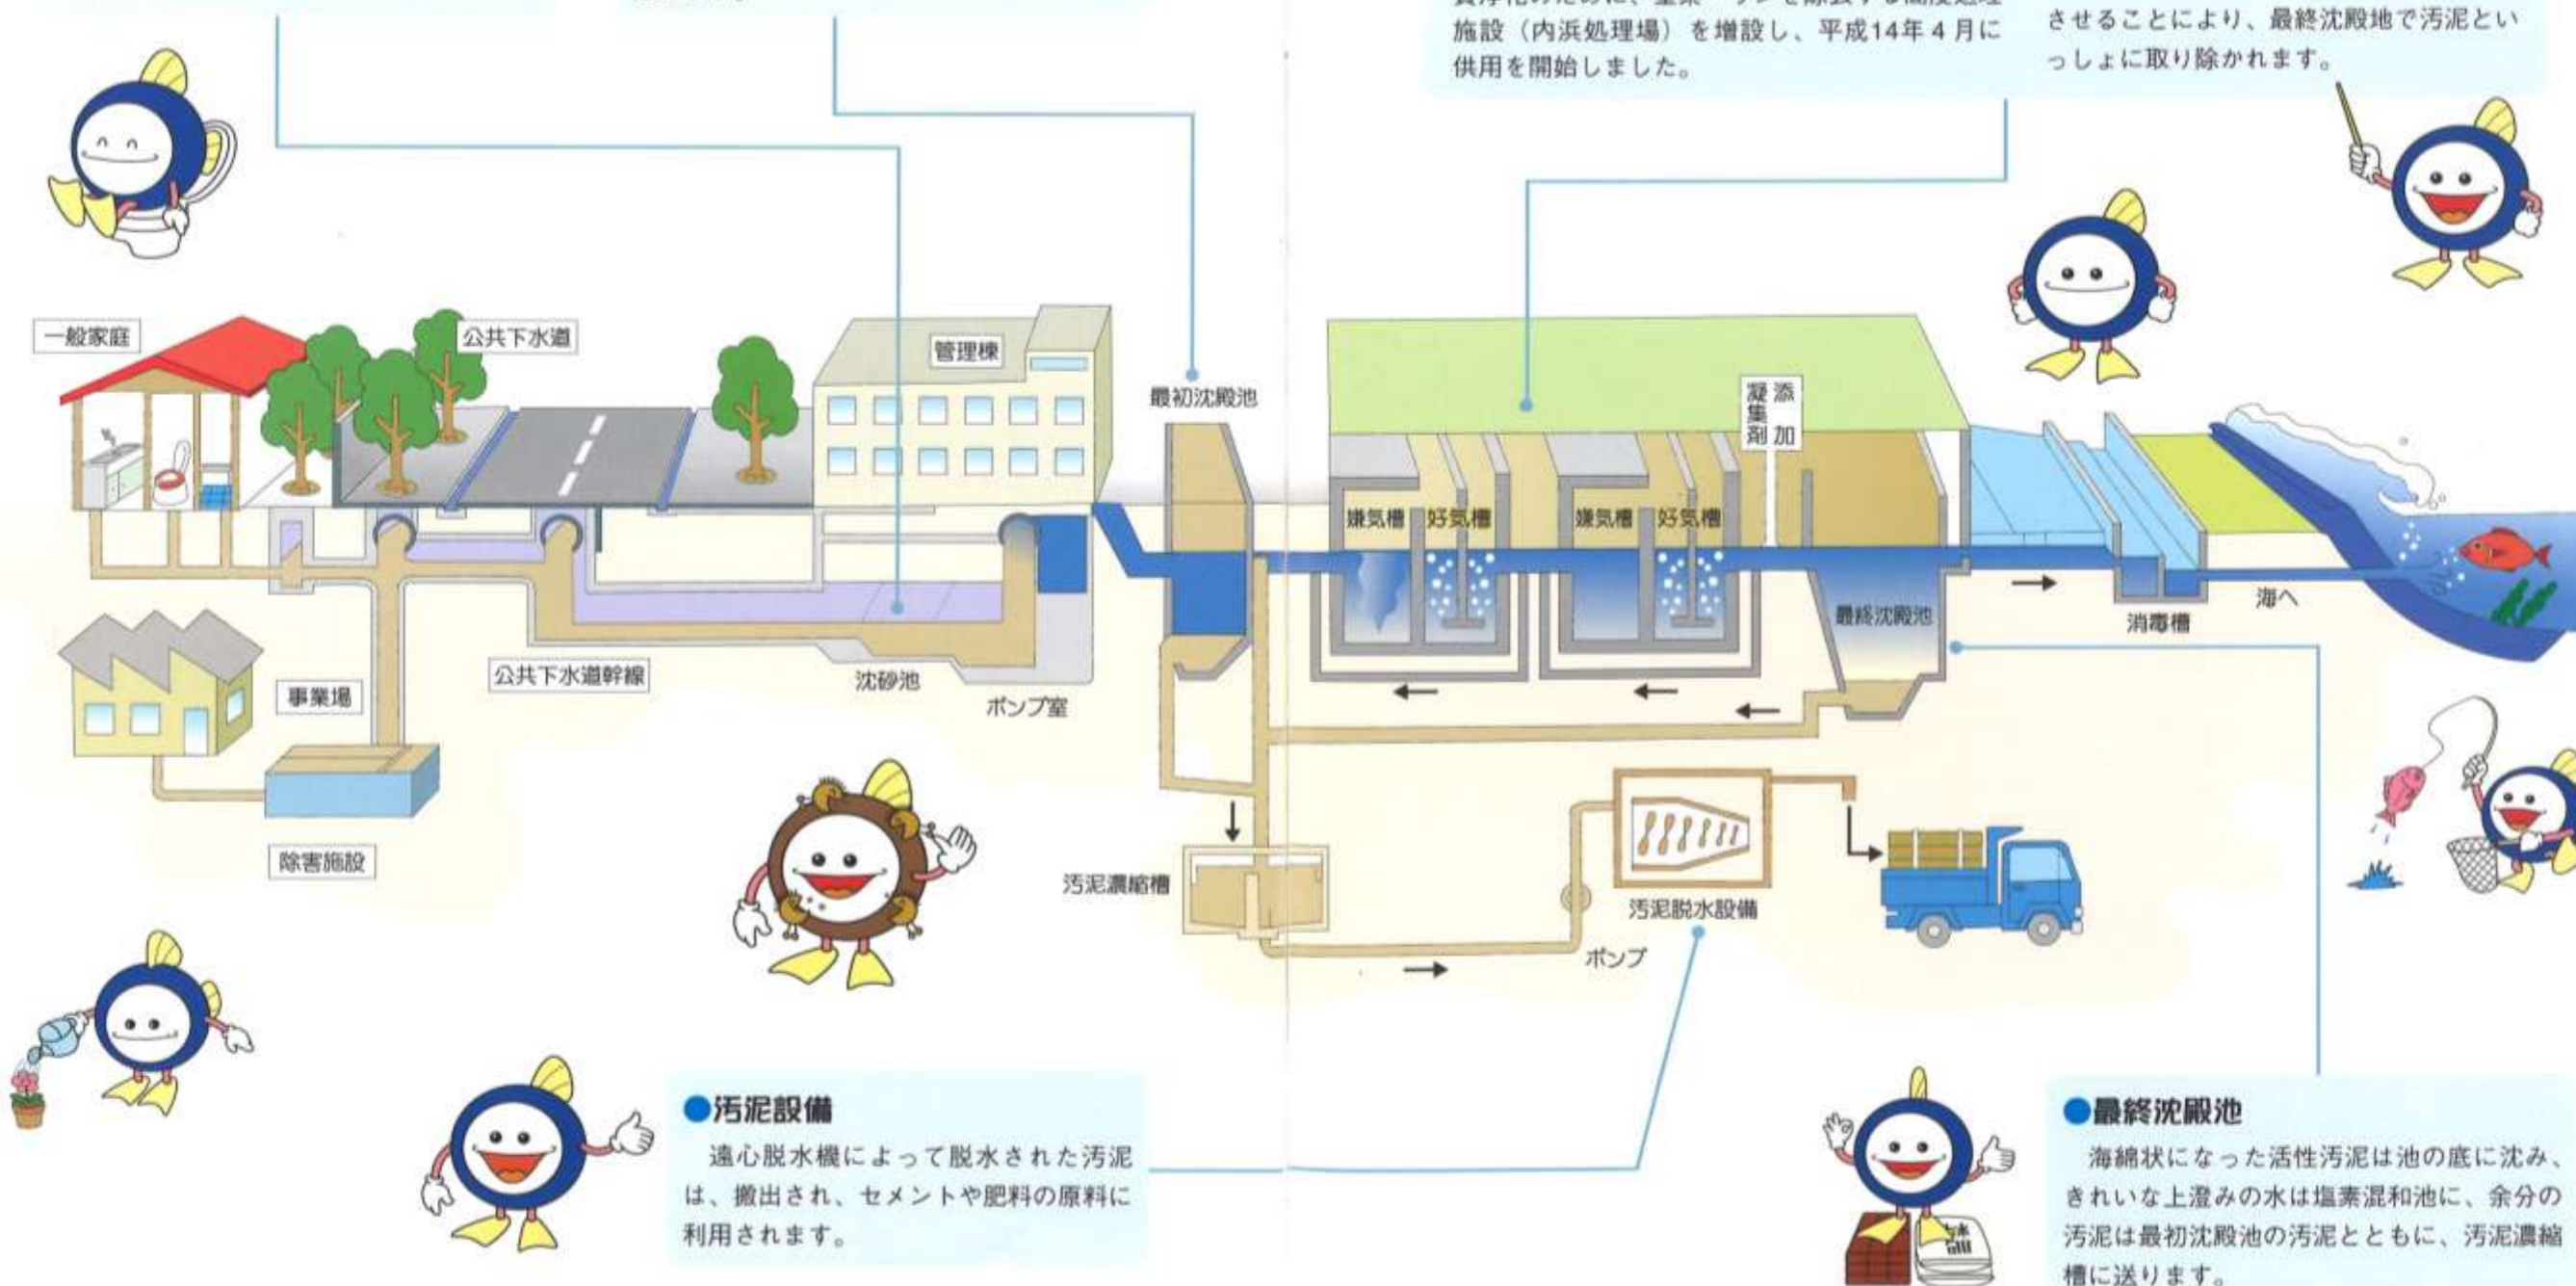 施設（内浜処理場）を増設し、平成14年４月に
供用を開始しました。
させることにより、最終沈殿地で汚泥とい
っしょに取り除かれます。
一般家庭
公共下水道
管理棟
最初沈殿池
凝集剤
添加
嫌気槽
好気槽
嫌気槽
好気槽
最終沈殿池
消毒槽
海へ
事業場
公共下水道幹線
沈砂池
ポンプ室
除害施設
汚泥濃縮槽
汚泥脱水設備
ポンプ
●汚泥設備
遠心脱水機によって脱水された汚泥
は、搬出され、セメントや肥料の原料に
利用されます。
●最終沈殿池
海綿状になった活性汚泥は池の底に沈み、
きれいな上澄みの水は塩素混和池に、余分の
汚泥は最初沈殿池の汚泥とともに、汚泥濃縮
槽に送ります。